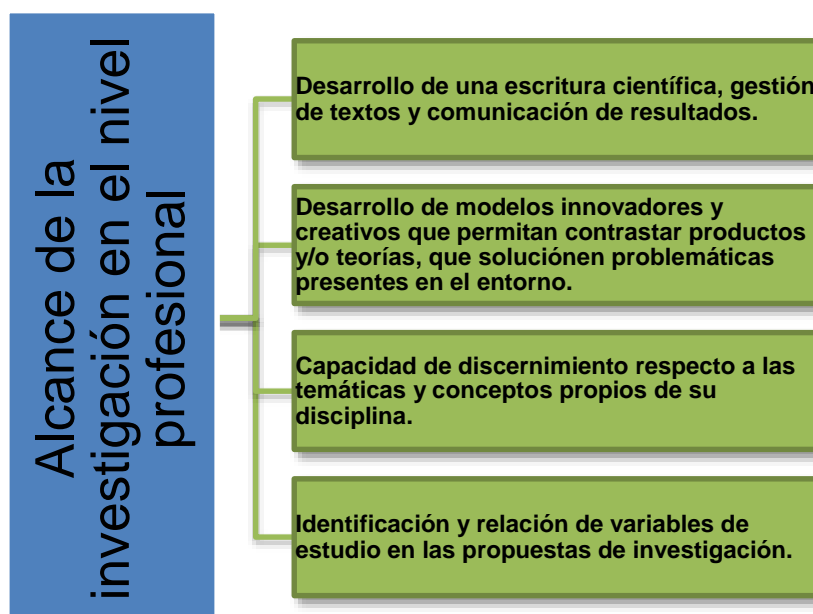 Alcance de la
investigación en el nivel
profesional
Desarrollo de una escritura científica, gestión
de textos y comunicación de resultados.
Desarrollo de modelos innovadores y
creativos que permitan contrastar productos
y/o teorías, que soluciónen problemáticas
presentes en el entorno.
Capacidad de discernimiento respecto a las
temáticas y conceptos propios de su
disciplina.
Identificación y relación de variables de
estudio en las propuestas de investigación.